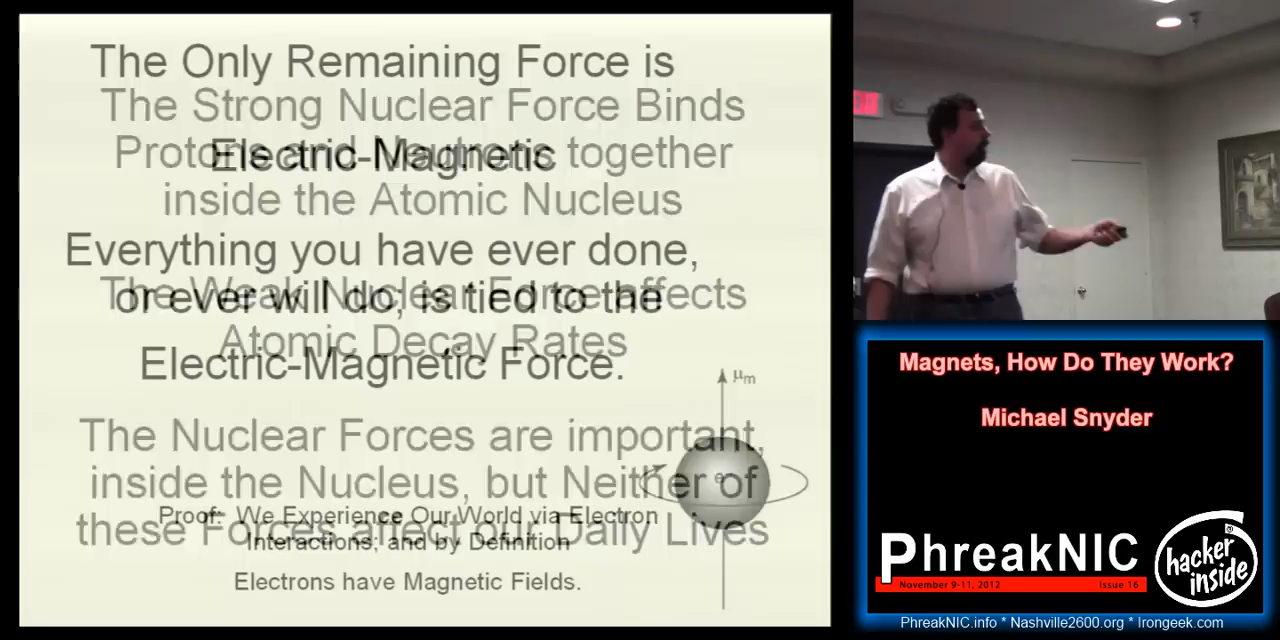 The Only Remaining Force is
The Strong Nuclear Force Binds
Protons and Neutrons together
Electric-Magnetic
inside the Atomic Nucleus
Everything you have ever done,
The Weak Nuclear Force affects
or ever will do, is tied to the
Atomic Decay Rates
Electric-Magnetic Force.
μm
The Nuclear Forces are important,
inside the Nucleus, but Neither of
e
these Forces affect our Daily Lives
Proof: We Experience Our World via Electron
Interactions, and by Definition
Electrons have Magnetic Fields.
Magnets, How Do They Work?
Michael Snyder
PhreakNIC
November 9-11, 2012
Issue 16
hacker
inside
PhreakNIC.info * Nashville2600.org * Irongeek.com